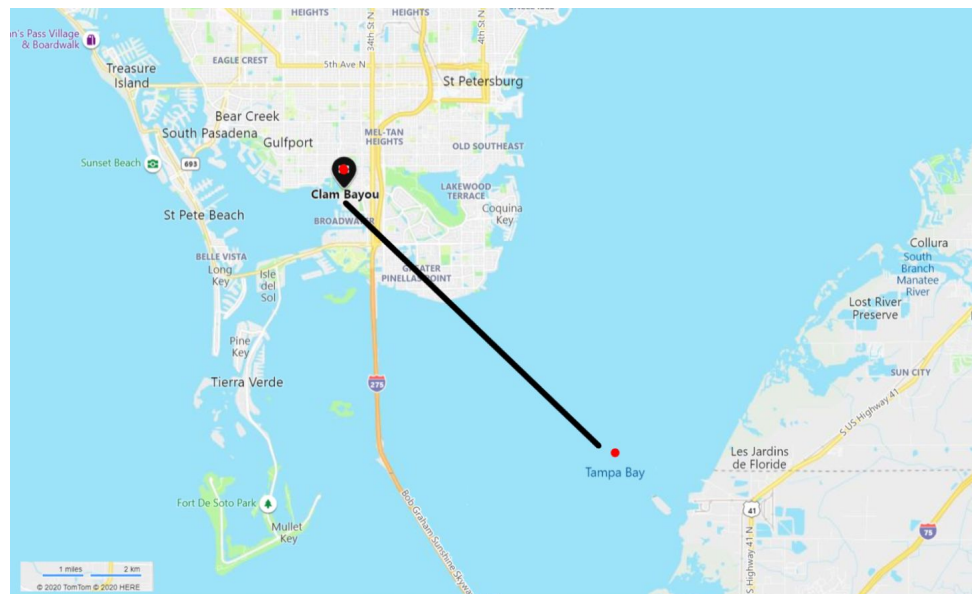 HEIGHTS
HEIGHTS
34th St N
4th St N
n's Pass Village
& Boardwalk
EAGLE CREST
5th Ave N
Treasure
Island
St Petersburg
Bear Creek
South Pasadena
MEL-TAN
HEIGHTS
Gulfport
OLD SOUTHEAST
Sunset Beach
693
Clam Bayou
LAKEWOOD
TERRACE
St Pete Beach
BROADWATER
Coquina
Key
Collura
BELLE VISTA
Long
Key
Isle
del
Sol
GREATER
PINELLAS POINT
South
Branch
Manatee
River
Lost River
Preserve
Pine
Key
Tierra Verde
275
SUN CITY
S US Highway 41
Les Jardins
de Floride
Tampa Bay
Fort De Soto Park
Mullet
Key
Bob Graham Sunshine Skyway
41
75
S Highway 41 N
1 miles
2 km
© 2020 TomTom © 2020 HERE